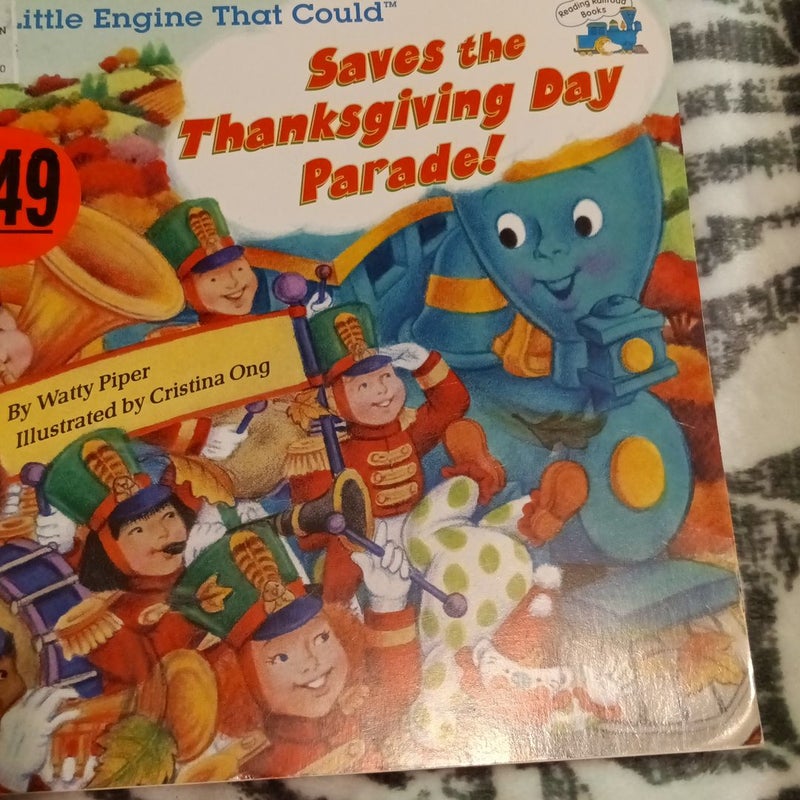 Little Engine That Could™
Reading Railroad
Books
Saves the
Thanksgiving Day
Parade!
49
By Watty Piper
Illustrated by Cristina Ong